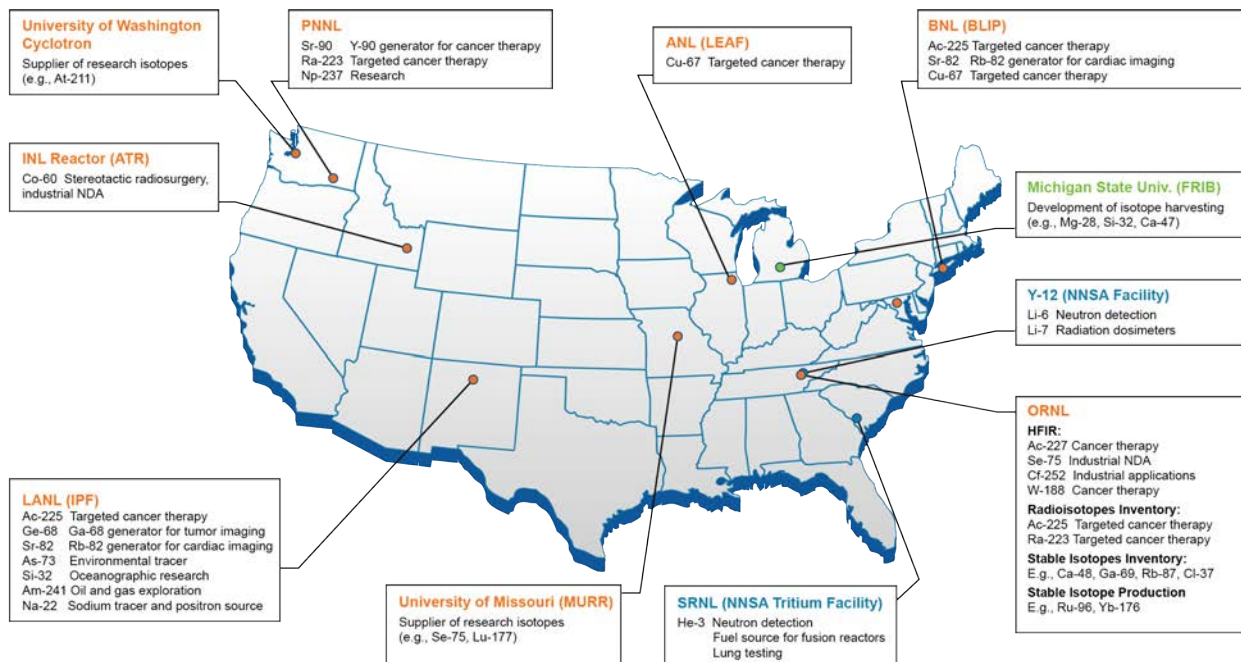 University of Washington
Cyclotron
Supplier of research isotopes
(e.g., At-211)
PNNL
Sr-90 Y-90 generator for cancer therapy
Ra-223 Targeted cancer therapy
Np-237 Research
ANL (LEAF)
Cu-67 Targeted cancer therapy
BNL (BLIP)
Ac-225 Targeted cancer therapy
Sr-82 Rb-82 generator for cardiac imaging
Cu-67 Targeted cancer therapy
INL Reactor (ATR)
Co-60 Stereotactic radiosurgery,
industrial NDA
Michigan State Univ. (FRIB)
Development of isotope harvesting
(e.g., Mg-28, Si-32, Ca-47)
Y-12 (NNSA Facility)
Li-6 Neutron detection
Li-7 Radiation dosimeters
ORNL
HFIR:
Ac-227 Cancer therapy
Se-75 Industrial NDA
Cf-252 Industrial applications
W-188 Cancer therapy
Radioisotopes Inventory:
Ac-225 Targeted cancer therapy
Ra-223 Targeted cancer therapy
Stable Isotopes Inventory:
E.g., Ca-48, Ga-69, Rb-87, Cl-37
Stable Isotope Production
E.g., Ru-96, Yb-176
LANL (IPF)
Ac-225 Targeted cancer therapy
Ge-68 Ga-68 generator for tumor imaging
Sr-82 Rb-82 generator for cardiac imaging
As-73 Environmental tracer
Si-32 Oceanographic research
Am-241 Oil and gas exploration
Na-22 Sodium tracer and positron source
University of Missouri (MURR)
Supplier of research isotopes
(e.g., Se-75, Lu-177)
SRNL (NNSA Tritium Facility)
He-3 Neutron detection
Fuel source for fusion reactors
Lung testing